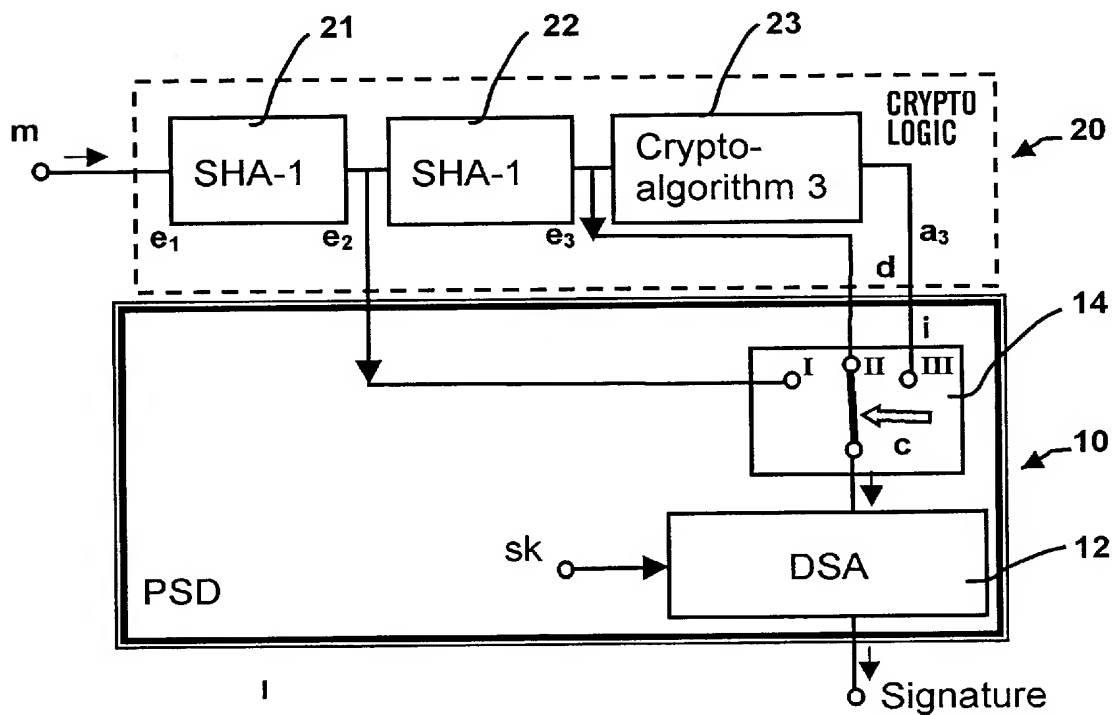 21
22
23
m
SHA-1
SHA-1
Crypto-
algorithm 3
CRYPTO
LOGIC
20
e₁
e₂
e₃
d
a₃
i
14
I
II
III
c
10
sk
DSA
12
PSD
I
Signature